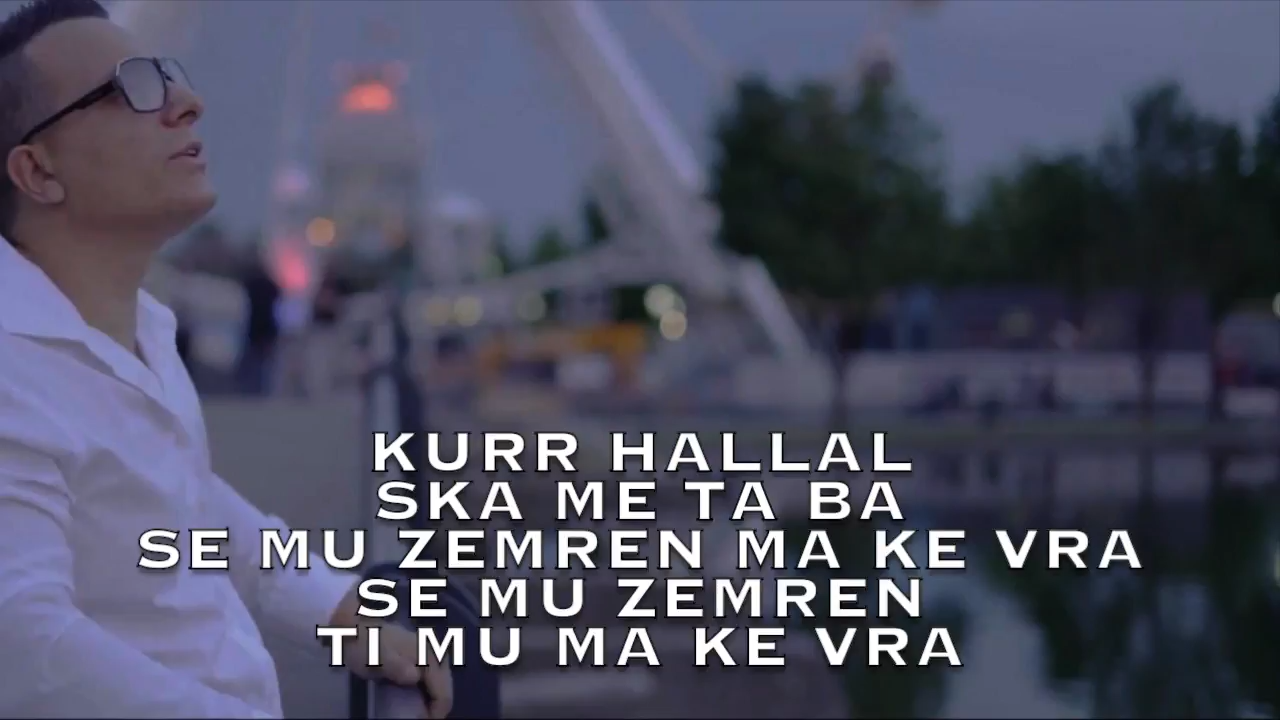 KURR HALLAL
SKA ME TA BA
SE MU ZEMREN MA KE VRA
SE MU ZEMREN
TI MU MA KE VRA